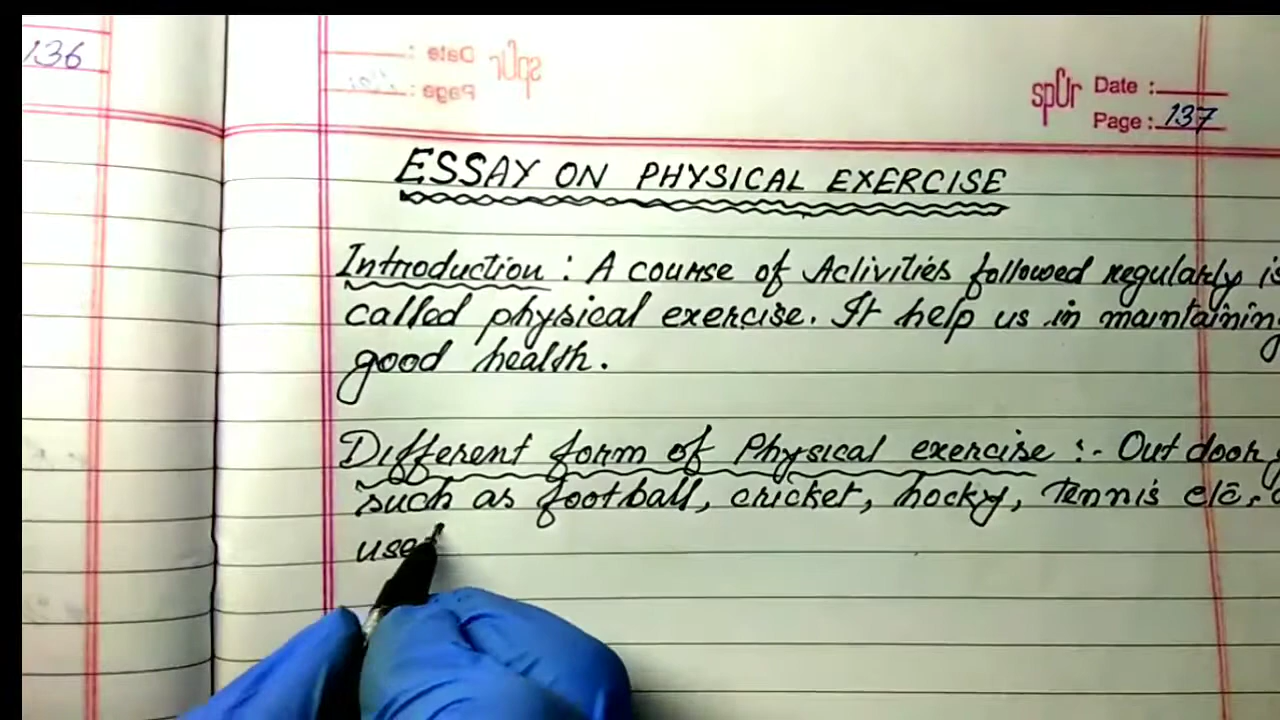 136
spUr
Date :
Page : 137
ESSAY ON PHYSICAL EXERCISE
Introduction : A course of Activities followed regularly is
called physical exercise. It help us in maintaining
good health.
Different form of Physical exercise :- Out door
such as football, cricket, hocky, Tennis etc.
use